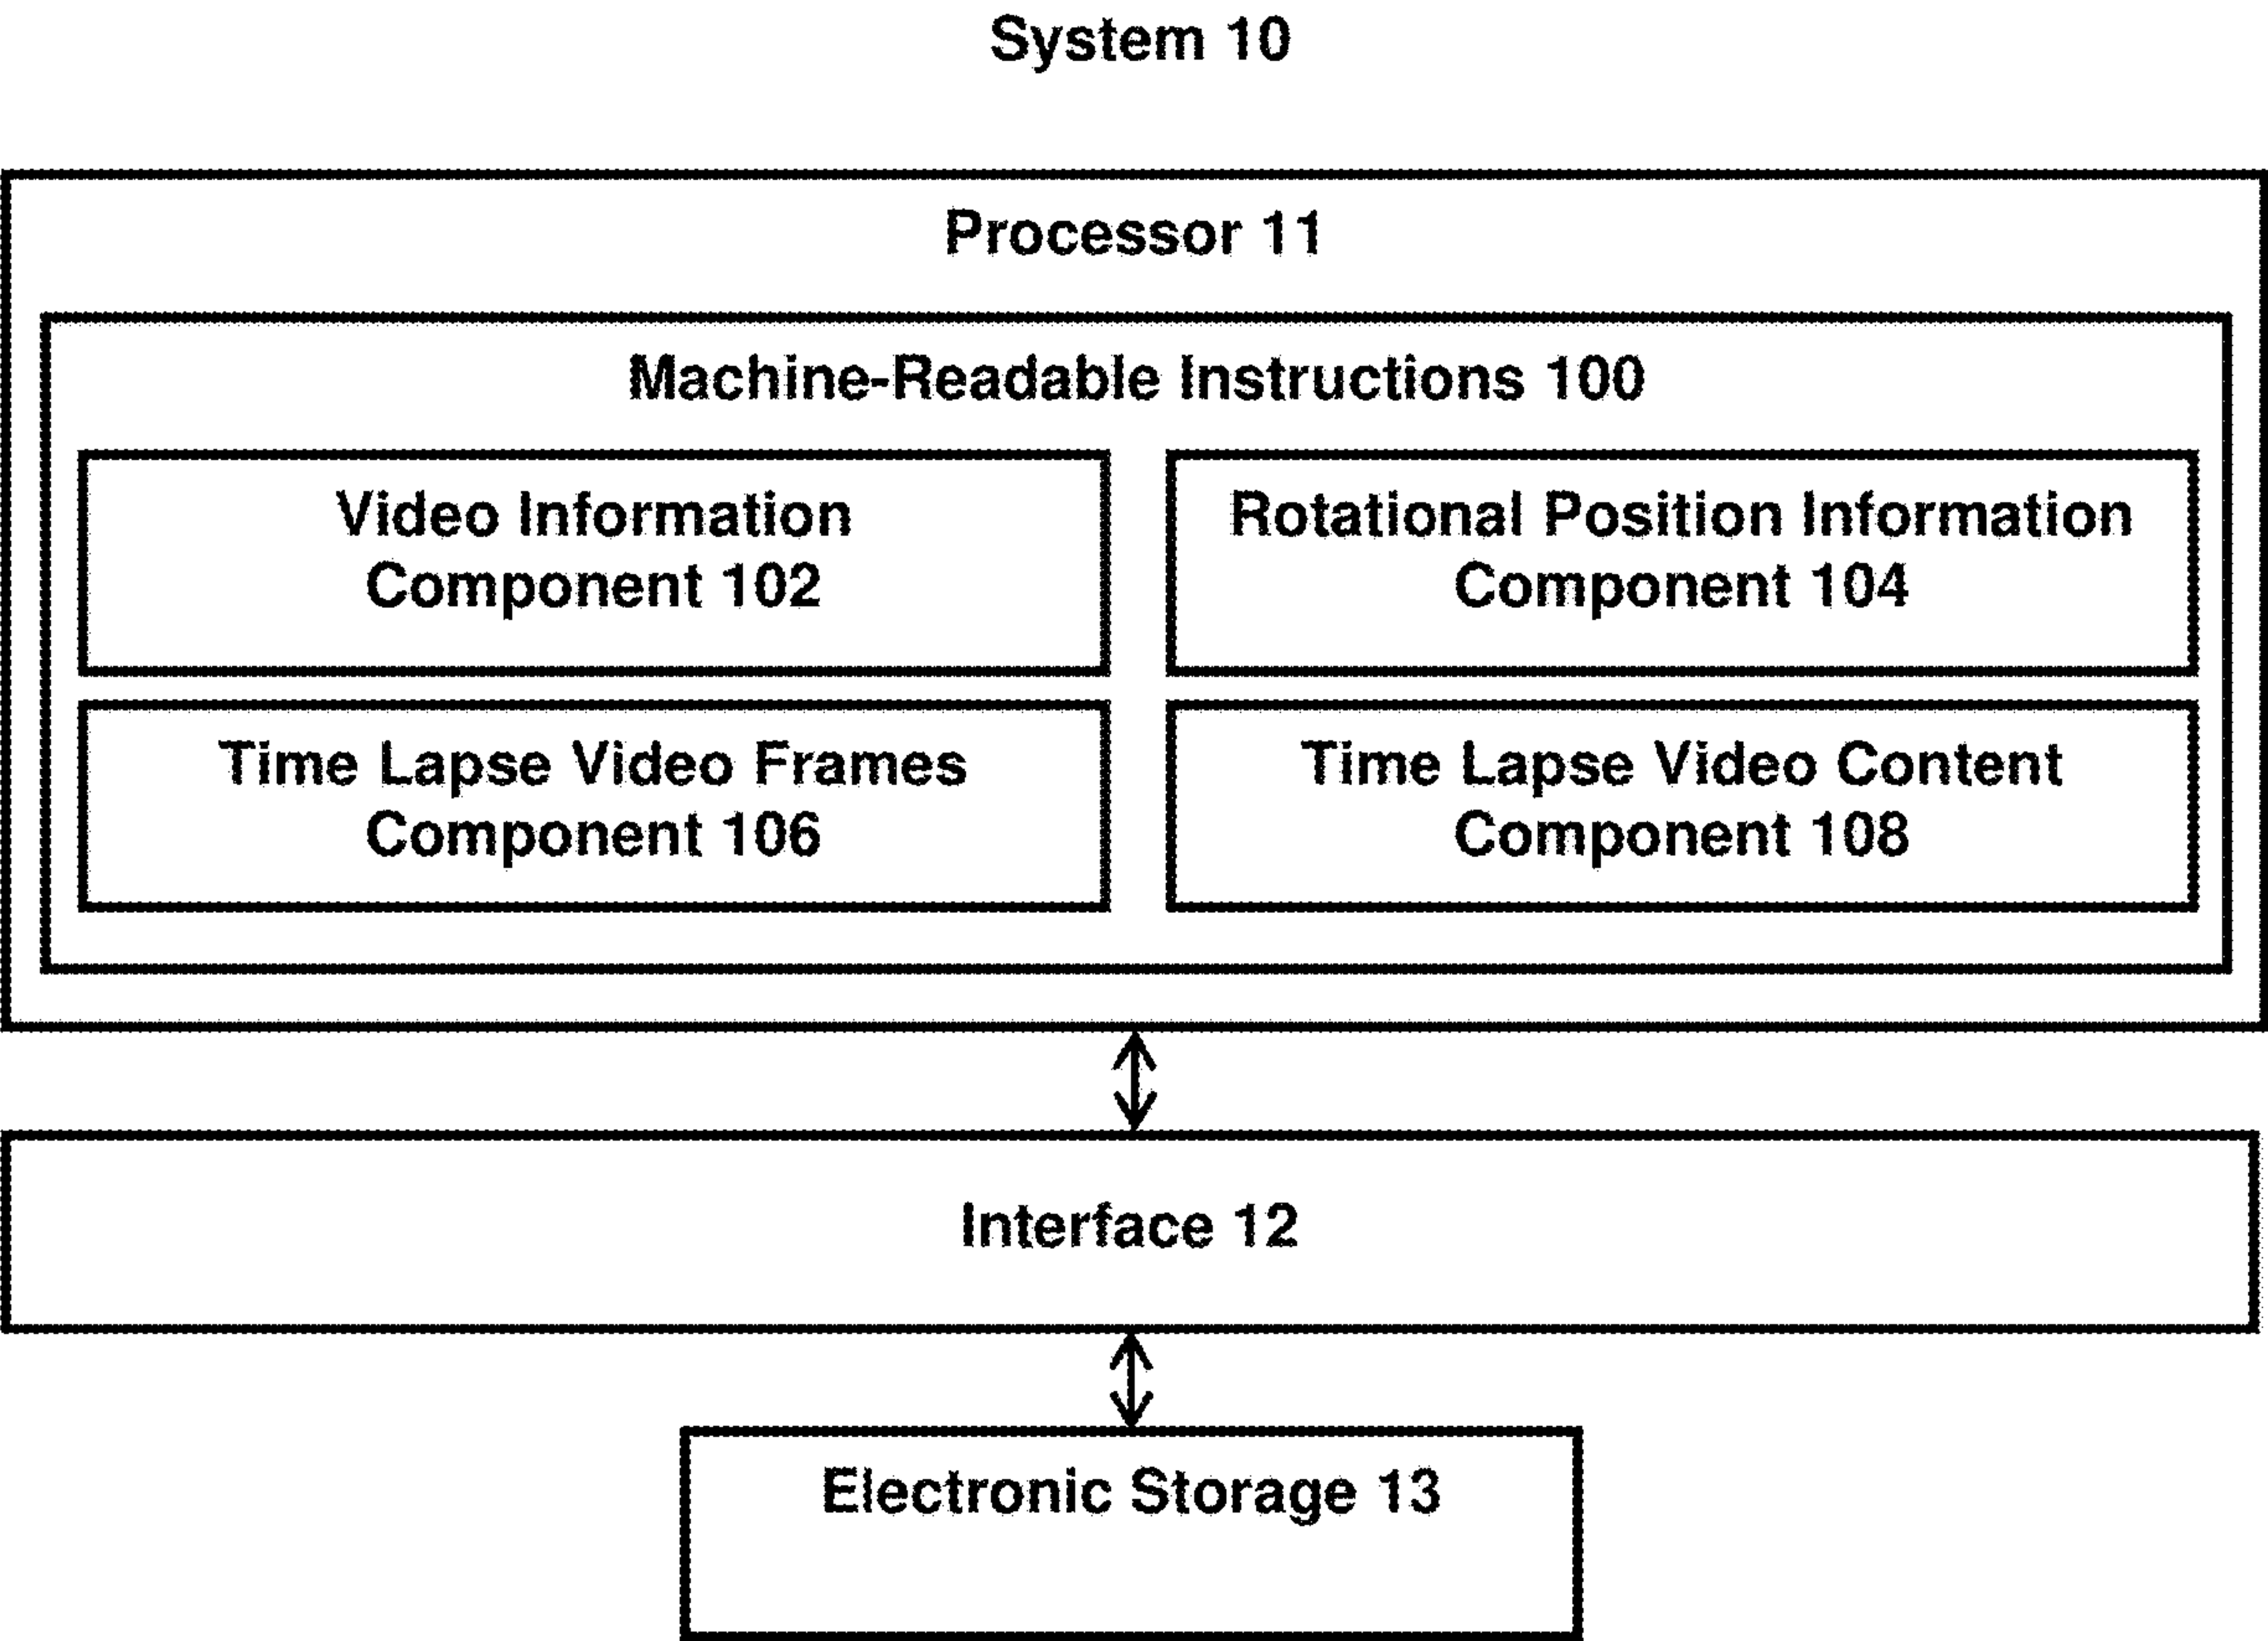 System 10
Processor 11
Machine-Readable Instructions 100
Video Information
Component 102
Rotational Position Information
Component 104
Time Lapse Video Frames
Component 106
Time Lapse Video Content
Component 108
Interface 12
Electronic Storage 13